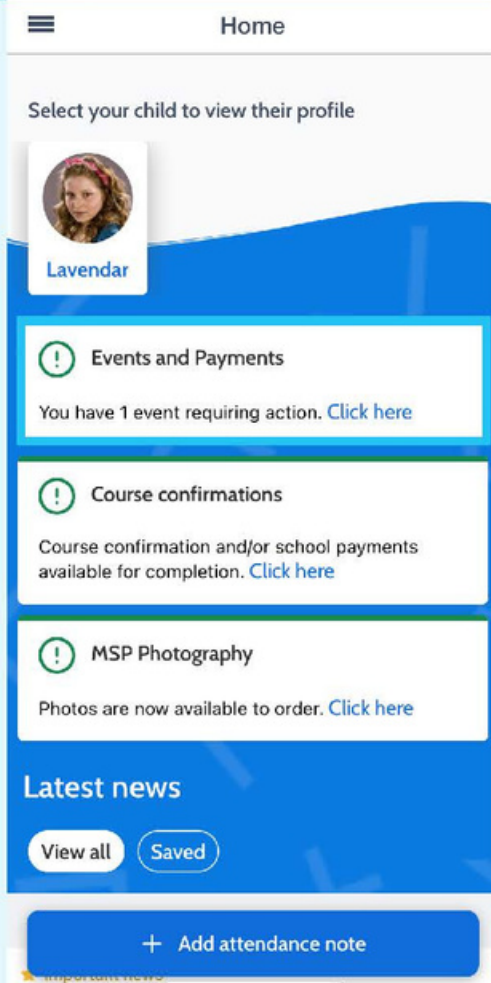 Home
Select your child to view their profile
Lavendar
Events and Payments
You have 1 event requiring action. Click here
Course confirmations
Course confirmation and/or school payments
available for completion. Click here
MSP Photography
Photos are now available to order. Click here
Latest news
View all Saved
+ Add attendance note
Important news